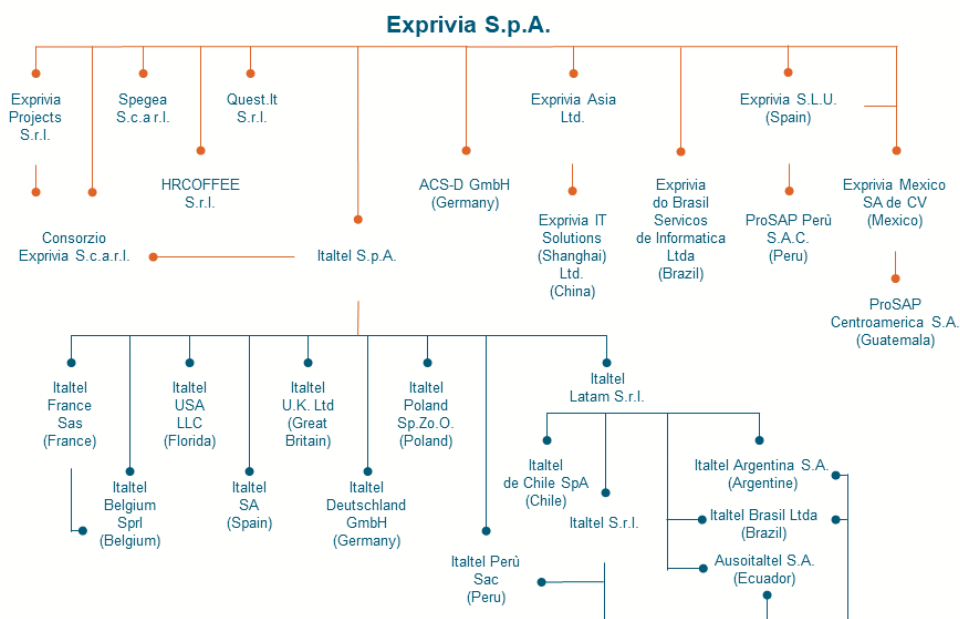 Exprivia S.p.A.
Exprivia
Projects
S.r.l.
Spegea
S.c.a r.l.
Quest.It
S.r.l.
Exprivia Asia
Ltd.
Exprivia S.L.U.
(Spain)
HRCOFFEE
S.r.l.
ACS-D GmbH
(Germany)
Exprivia
do Brasil
Servicos
de Informatica
Ltda
(Brazil)
Exprivia Mexico
SA de CV
(Mexico)
Consorzio
Exprivia S.c.a.r.l.
Italtel S.p.A.
Exprivia IT
Solutions
(Shanghai)
Ltd.
(China)
ProSAP Perù
S.A.C.
(Peru)
ProSAP
Centroamerica S.A.
(Guatemala)
Italtel
France
Sas
(France)
Italtel
USA
LLC
(Florida)
Italtel
U.K. Ltd
(Great
Britain)
Italtel
Poland
Sp.Zo.O.
(Poland)
Italtel
Latam S.r.l.
Italtel
Belgium
Sprl
(Belgium)
Italtel
SA
(Spain)
Italtel
Deutschland
GmbH
(Germany)
Italtel
de Chile SpA
(Chile)
Italtel S.r.l.
Italtel Argentina S.A.
(Argentine)
Italtel Brasil Ltda
(Brazil)
Italtel Perù
Sac
(Peru)
Ausoitaltel S.A.
(Ecuador)